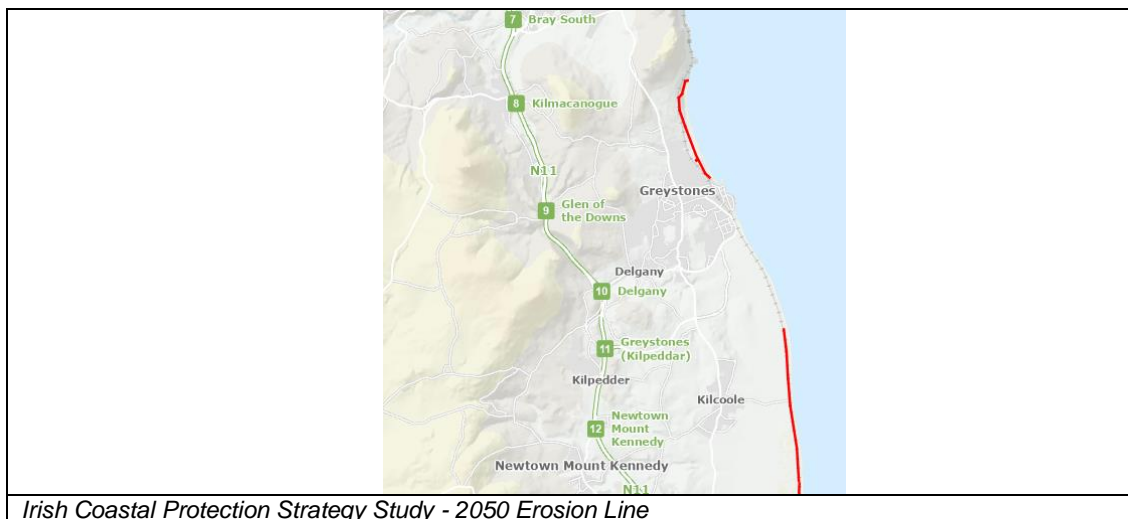 7 Bray South
8 Kilmacanogue
N11
Greystones
9 Glen of
the Downs
Delgany
10 Delgany
11 Greystones
(Kilpeddar)
Kilpedder
Kilcoole
12 Newtown
Mount
Kennedy
Newtown Mount Kennedy
N11
Irish Coastal Protection Strategy Study - 2050 Erosion Line